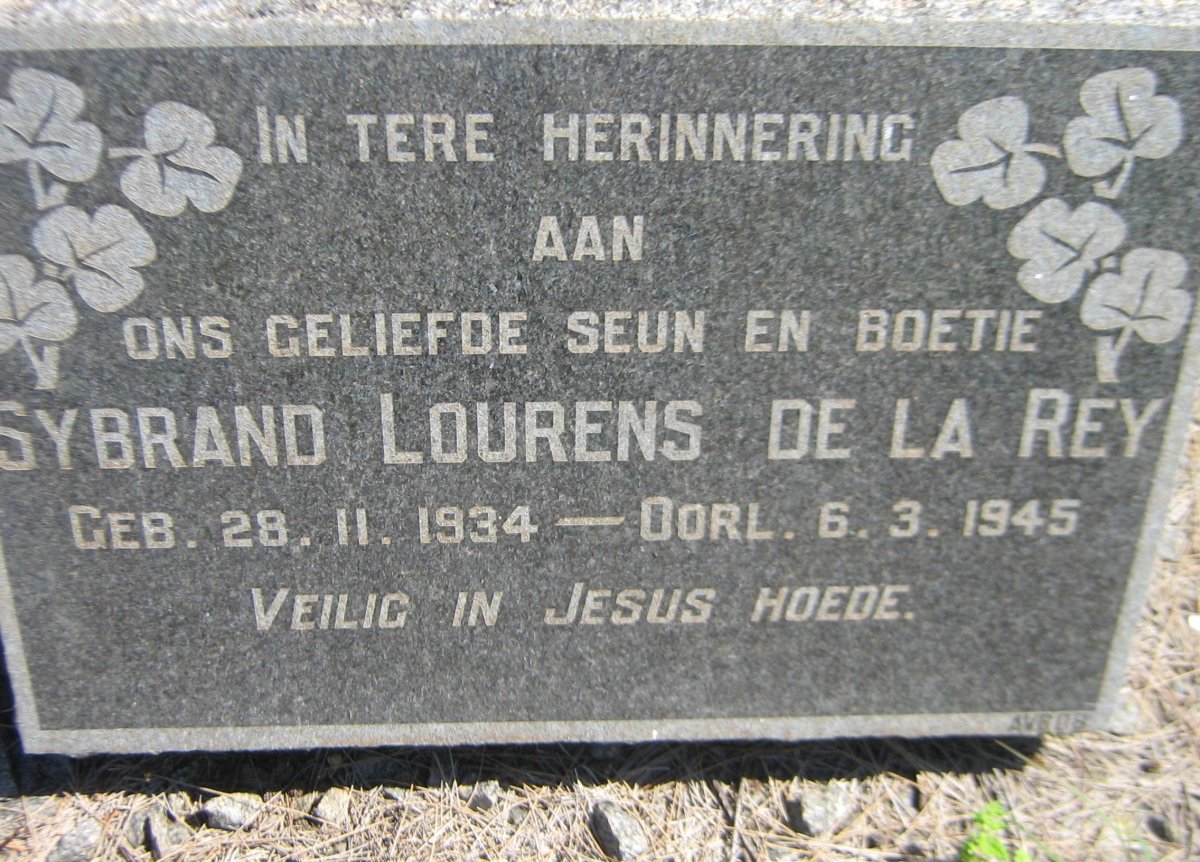 IN TERE HERINNERING
AAN
ONS GELIEFDE SEUN EN BOETIE
SYBRAND LOURENS DE LA REY
GEB. 28. 11. 1934 — OORL. 6. 3. 1945
VEILIG IN JESUS HOEDE.